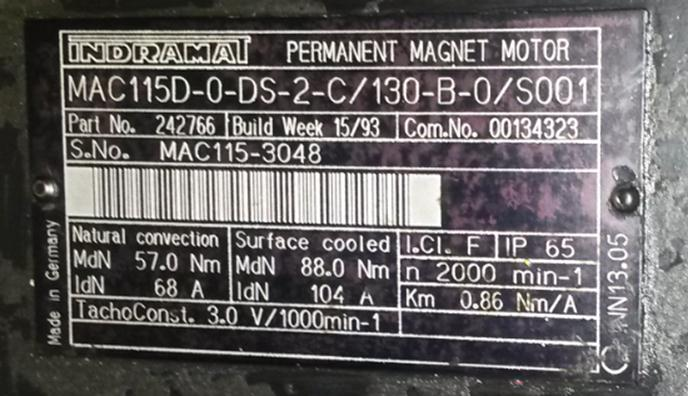 INDRAMAT PERMANENT MAGNET MOTOR
MAC115D-0-DS-2-C/130-B-0/S001
Part No. 242766 Build Week 15/93 Com.No. 00134323
S.No. MAC115-3048
Natural convection Surface cooled I.Cl. F IP 65
MdN 57.0 Nm MdN 88.0 Nm n 2000 min-1
IdN 68 A IdN 104 A Km 0.86 Nm/A
TachoConst. 3.0 V/1000min-1
Made in Germany
NN13.05